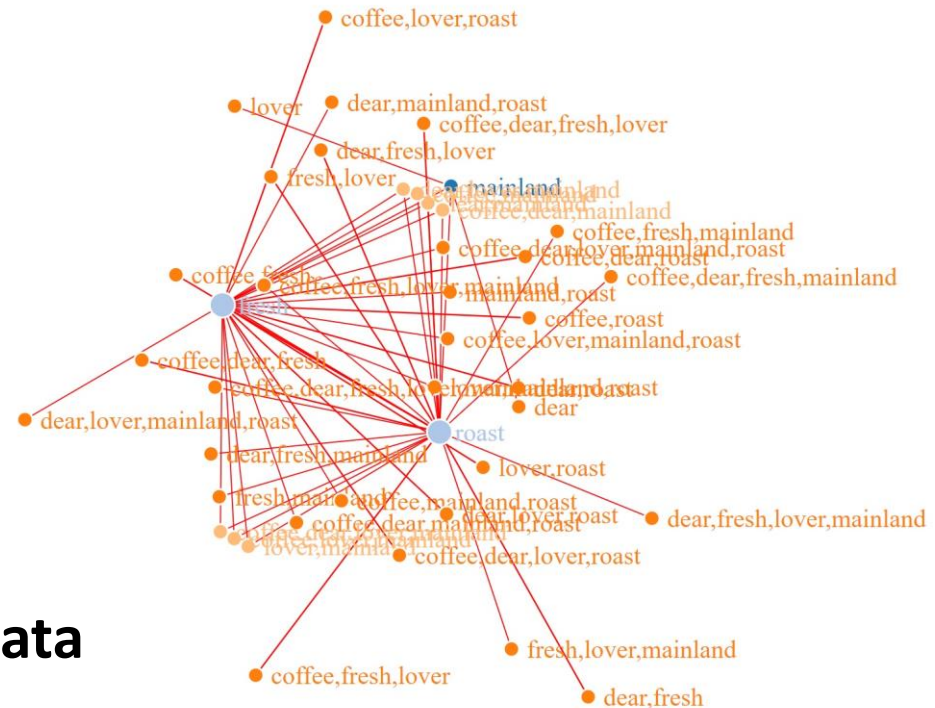 coffee,lover,roast
lover
dear,mainland,roast
coffee,dear,fresh,lover
dear,fresh,lover
fresh,lover
mainland
coffee,dear,mainland
coffee,fresh,mainland
coffee,dear,lover,mainland,roast
coffee,dear,roast
coffee,fresh
coffee,dear,fresh,mainland
coffee,fresh,lover,mainland
mainland,roast
fresh
coffee,roast
coffee,lover,mainland,roast
coffee,dear,fresh
dear
dear,lover,mainland,roast
roast
dear,fresh,mainland
lover,roast
fresh,mainland
coffee,mainland,roast
dear,lover,roast
dear,fresh,lover,mainland
coffee,dear,mainland,roast
lover,mainland
coffee,dear,lover,roast
ata
fresh,lover,mainland
coffee,fresh,lover
dear,fresh